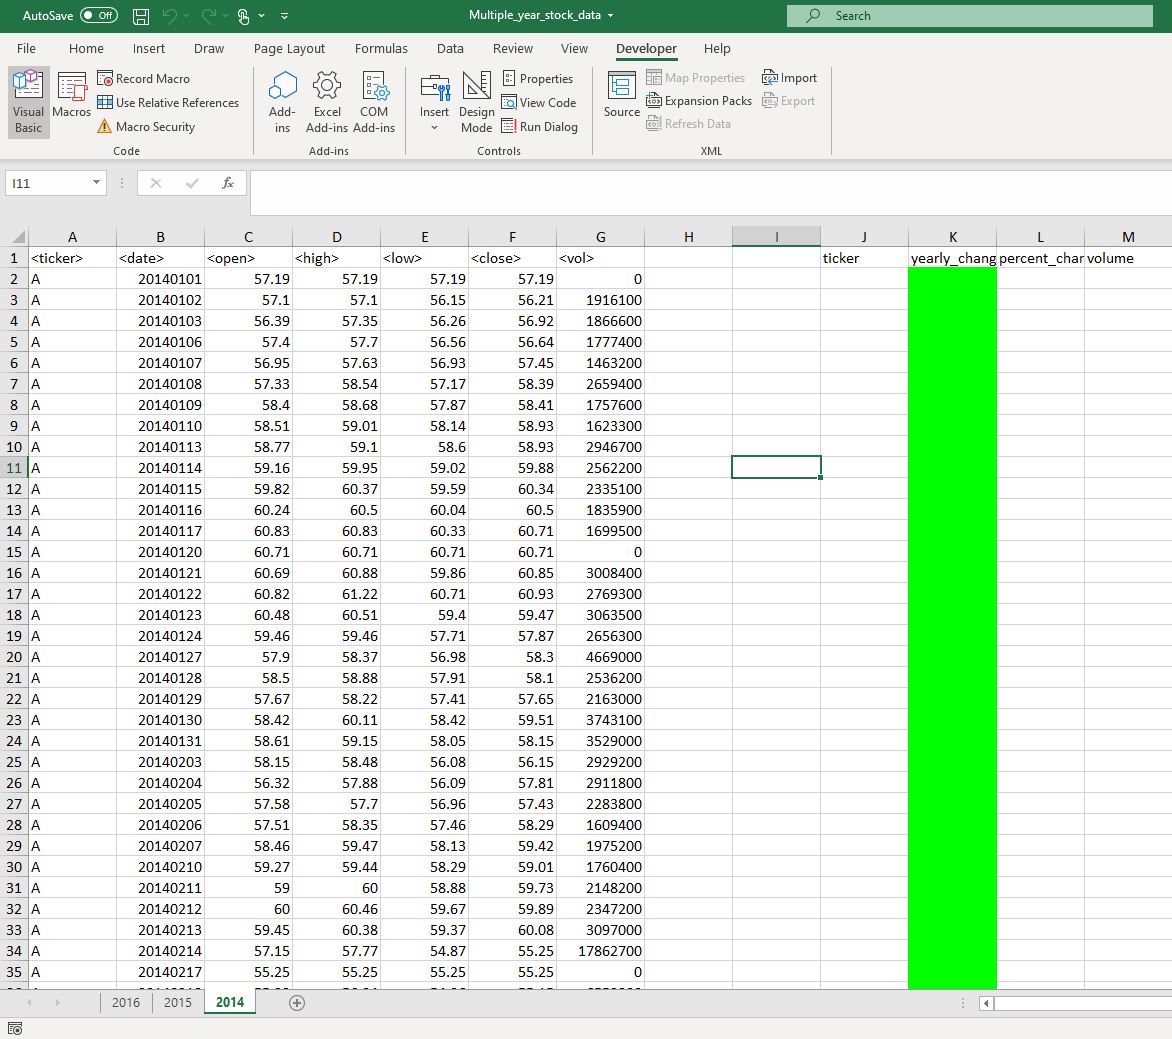 AutoSave Off Multiple_year_stock_data Search
File Home Insert Draw Page Layout Formulas Data Review View Developer Help
Visual Basic
Macros
Record Macro
Use Relative References
Macro Security
Code
Add-ins
Excel Add-ins
COM Add-ins
Add-ins
Insert
Design Mode
Properties
View Code
Run Dialog
Controls
Source
Map Properties
Expansion Packs
Refresh Data
Import
Export
XML
I11 fx
A B C D E F G H I J K L M
1 <ticker> <date> <open> <high> <low> <close> <vol> ticker yearly_chang percent_char volume
2 A 20140101 57.19 57.19 57.19 57.19 0
3 A 20140102 57.1 57.1 56.15 56.21 1916100
4 A 20140103 56.39 57.35 56.26 56.92 1866600
5 A 20140106 57.4 57.7 56.56 56.64 1777400
6 A 20140107 56.95 57.63 56.93 57.45 1463200
7 A 20140108 57.33 58.54 57.17 58.39 2659400
8 A 20140109 58.4 58.68 57.87 58.41 1757600
9 A 20140110 58.51 59.01 58.14 58.93 1623300
10 A 20140113 58.77 59.1 58.6 58.93 2946700
11 A 20140114 59.16 59.95 59.02 59.88 2562200
12 A 20140115 59.82 60.37 59.59 60.34 2335100
13 A 20140116 60.24 60.5 60.04 60.5 1835900
14 A 20140117 60.83 60.83 60.33 60.71 1699500
15 A 20140120 60.71 60.71 60.71 60.71 0
16 A 20140121 60.69 60.88 59.86 60.85 3008400
17 A 20140122 60.82 61.22 60.71 60.93 2769300
18 A 20140123 60.48 60.51 59.4 59.47 3063500
19 A 20140124 59.46 59.46 57.71 57.87 2656300
20 A 20140127 57.9 58.37 56.98 58.3 4669000
21 A 20140128 58.5 58.88 57.91 58.1 2536200
22 A 20140129 57.67 58.22 57.41 57.65 2163000
23 A 20140130 58.42 60.11 58.42 59.51 3743100
24 A 20140131 58.61 59.15 58.05 58.15 3529000
25 A 20140203 58.15 58.48 56.08 56.15 2929200
26 A 20140204 56.32 57.88 56.09 57.81 2911800
27 A 20140205 57.58 57.7 56.96 57.43 2283800
28 A 20140206 57.51 58.35 57.46 58.29 1609400
29 A 20140207 58.46 59.47 58.13 59.42 1975200
30 A 20140210 59.27 59.44 58.29 59.01 1760400
31 A 20140211 59 60 58.88 59.73 2148200
32 A 20140212 60 60.46 59.67 59.89 2347200
33 A 20140213 59.45 60.38 59.37 60.08 3097000
34 A 20140214 57.15 57.77 54.87 55.25 17862700
35 A 20140217 55.25 55.25 55.25 55.25 0
2016 2015 2014